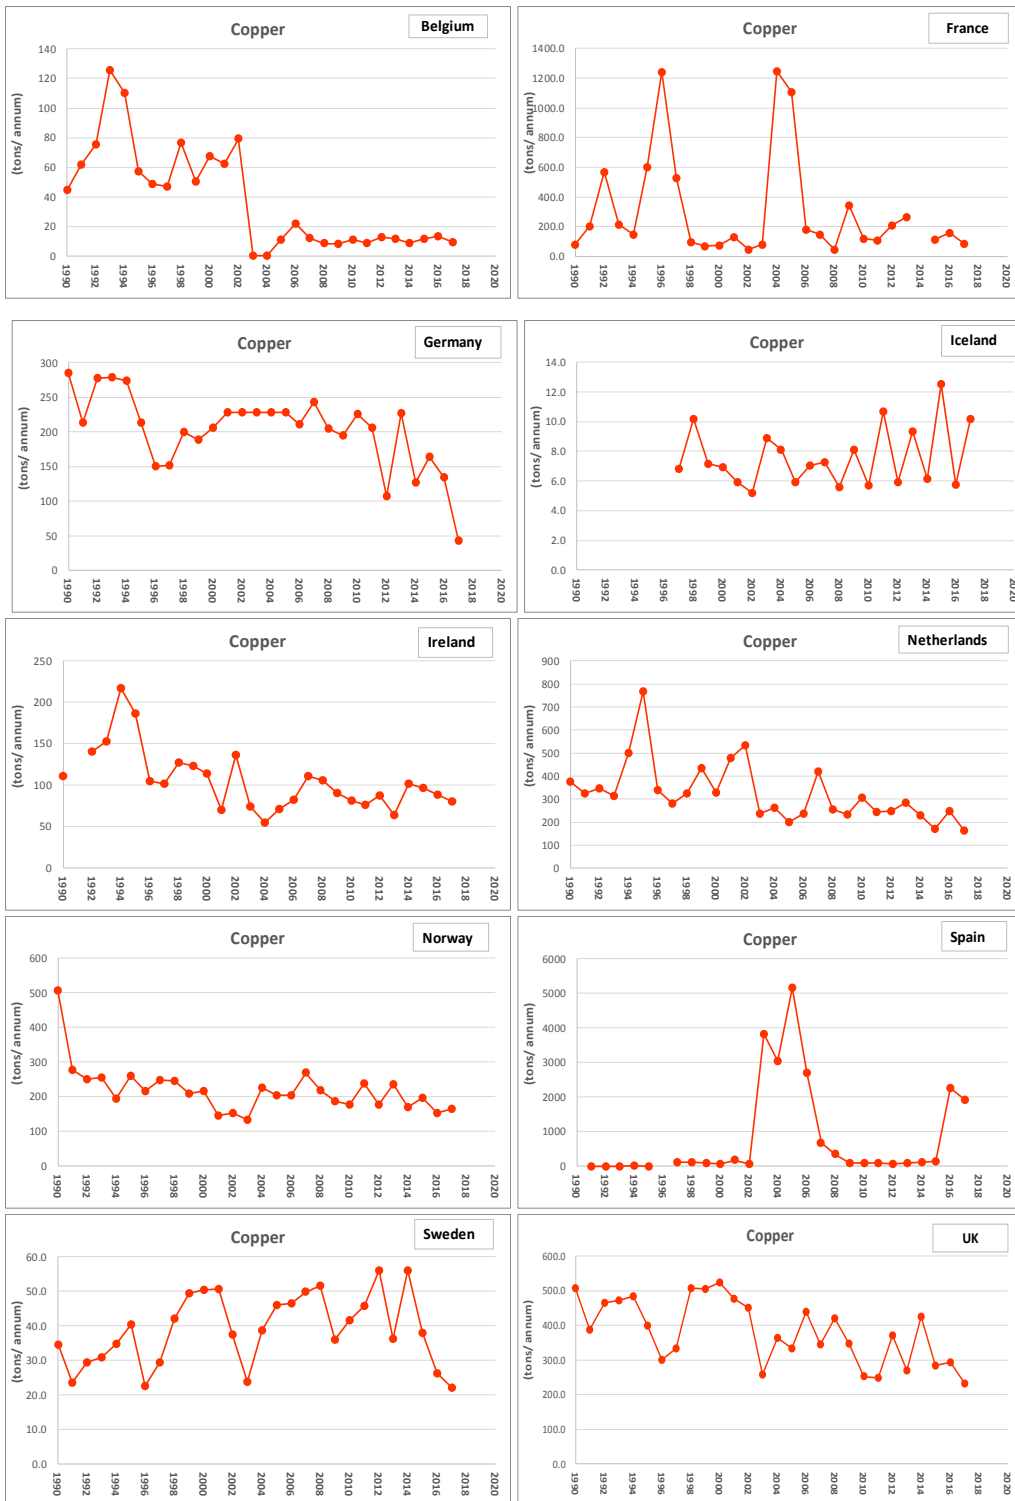 Copper
Belgium
(tons/ annum)
140
120
100
80
60
40
20
0
1990 1992 1994 1996 1998 2000 2002 2004 2006 2008 2010 2012 2014 2016 2018 2020
Copper
France
(tons/ annum)
1400.0
1200.0
1000.0
800.0
600.0
400.0
200.0
0.0
1990 1992 1994 1996 1998 2000 2002 2004 2006 2008 2010 2012 2014 2016 2018 2020
Copper
Germany
(tons/ annum)
300
250
200
150
100
50
0
1990 1992 1994 1996 1998 2000 2002 2004 2006 2008 2010 2012 2014 2016 2018 2020
Copper
Iceland
(tons/ annum)
14.0
12.0
10.0
8.0
6.0
4.0
2.0
0.0
1990 1992 1994 1996 1998 2000 2002 2004 2006 2008 2010 2012 2014 2016 2018 2020
Copper
Ireland
(tons/ annum)
250
200
150
100
50
0
1990 1992 1994 1996 1998 2000 2002 2004 2006 2008 2010 2012 2014 2016 2018 2020
Copper
Netherlands
(tons/ annum)
900
800
700
600
500
400
300
200
100
0
1990 1992 1994 1996 1998 2000 2002 2004 2006 2008 2010 2012 2014 2016 2018 2020
Copper
Norway
(tons/ annum)
600
500
400
300
200
100
0
1990 1992 1994 1996 1998 2000 2002 2004 2006 2008 2010 2012 2014 2016 2018 2020
Copper
Spain
(tons/ annum)
6000
5000
4000
3000
2000
1000
0
1990 1992 1994 1996 1998 2000 2002 2004 2006 2008 2010 2012 2014 2016 2018 2020
Copper
Sweden
(tons/ annum)
60.0
50.0
40.0
30.0
20.0
10.0
0.0
1990 1992 1994 1996 1998 2000 2002 2004 2006 2008 2010 2012 2014 2016 2018 2020
Copper
UK
(tons/ annum)
600.0
500.0
400.0
300.0
200.0
100.0
0.0
1990 1992 1994 1996 1998 2000 2002 2004 2006 2008 2010 2012 2014 2016 2018 2020